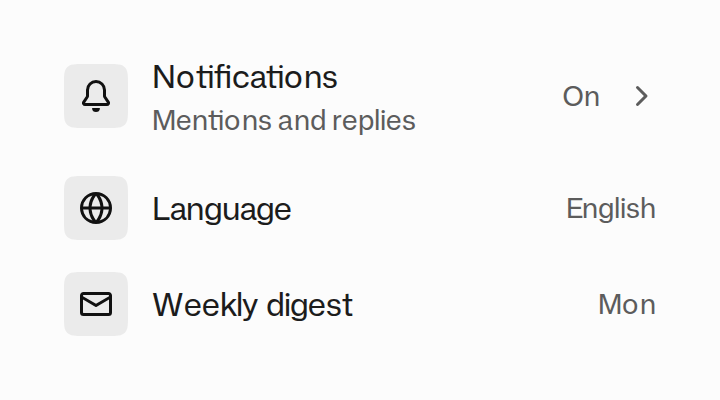 Notifications
Mentions and replies
On
Language
English
Weekly digest
Mon